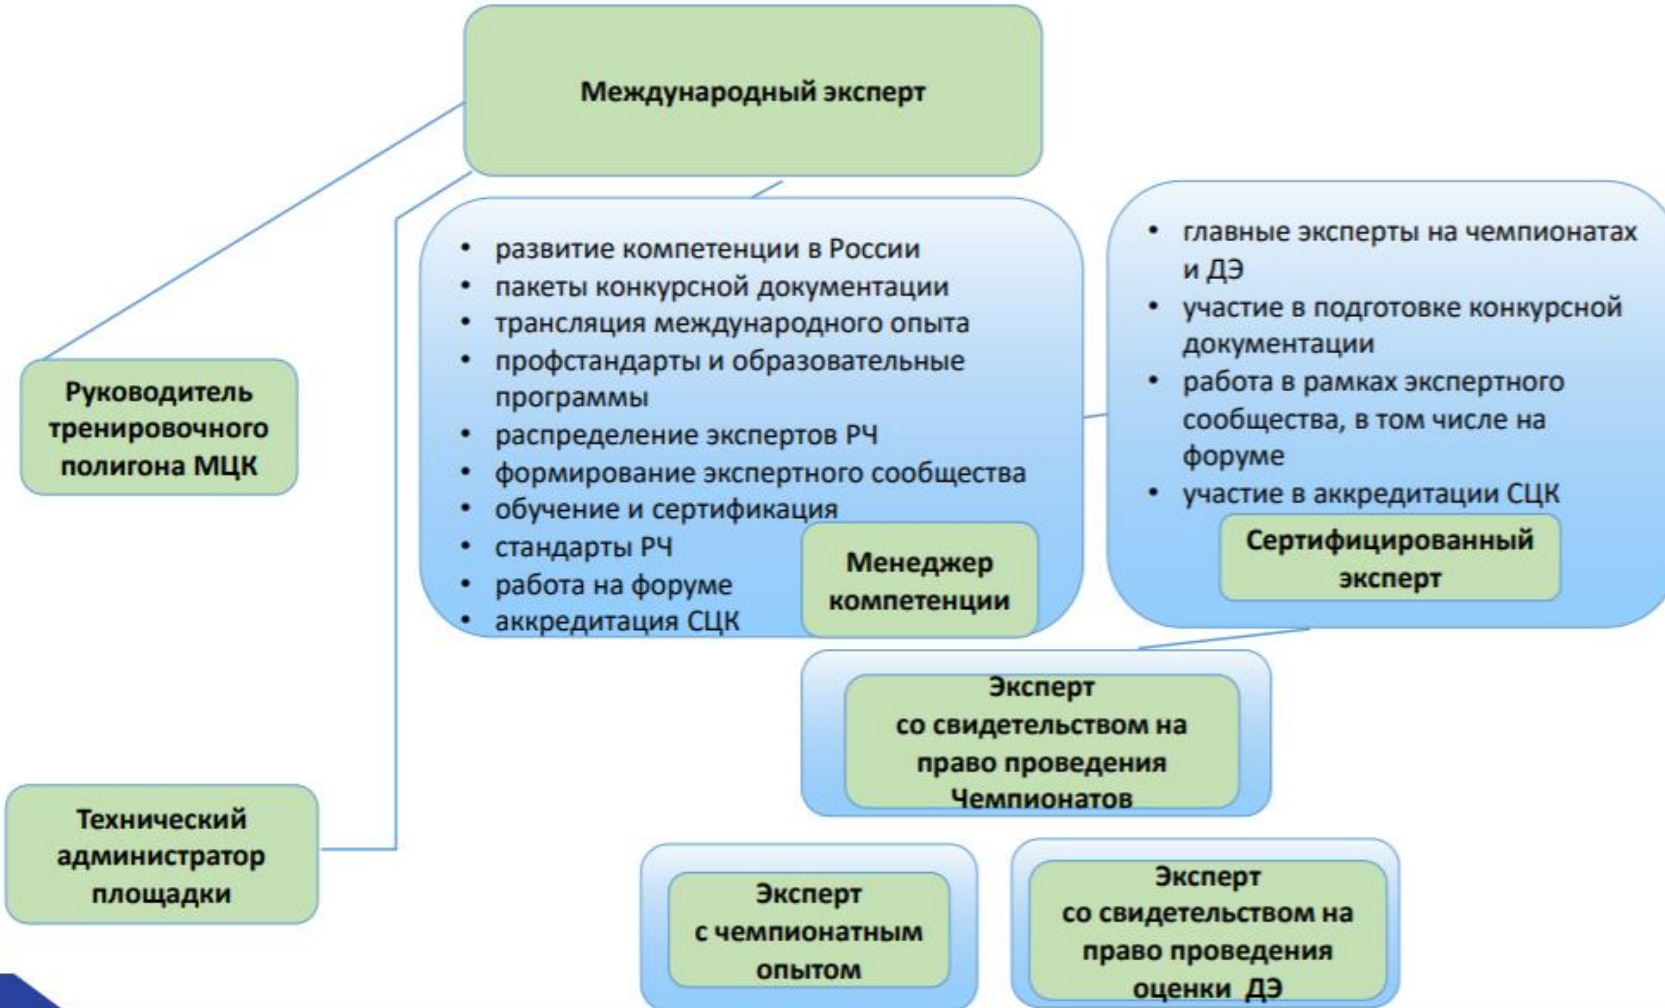 Международный эксперт
• развитие компетенции в России
• пакеты конкурсной документации
• трансляция международного опыта
• профстандарты и образовательные
программы
• распределение экспертов РЧ
• формирование экспертного сообщества
• обучение и сертификация
• стандарты РЧ
• работа на форуме
• аккредитация СЦК
Менеджер
компетенции
• главные эксперты на чемпионатах
и ДЭ
• участие в подготовке конкурсной
документации
• работа в рамках экспертного
сообщества, в том числе на
форуме
• участие в аккредитации СЦК
Сертифицированный
эксперт
Руководитель
тренировочного
полигона МЦК
Эксперт
со свидетельством на
право проведения
Чемпионатов
Технический
администратор
площадки
Эксперт
с чемпионатным
опытом
Эксперт
со свидетельством на
право проведения
оценки ДЭ